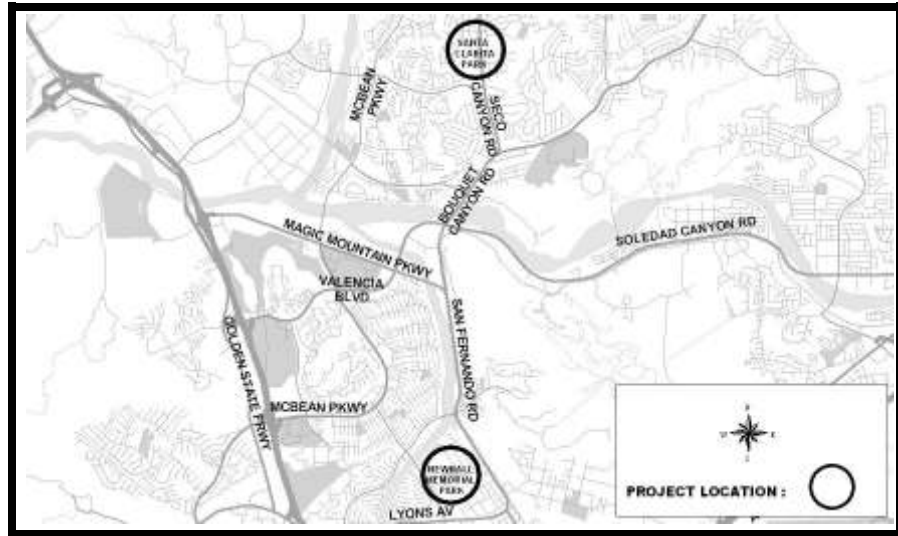 SANTA
CLARITA
PARK
MCBEAN
PKWY
SECO
CANYON RD
BOUQUET
CANYON RD
SOLEDAD CANYON RD
MAGIC MOUNTAIN PKWY
VALENCIA
BLVD
GOLDEN STATE FRWY
SAN FERNANDO RD
MCBEAN PKWY
NEWHALL
MEMORIAL
PARK
LYONS AV
PROJECT LOCATION :